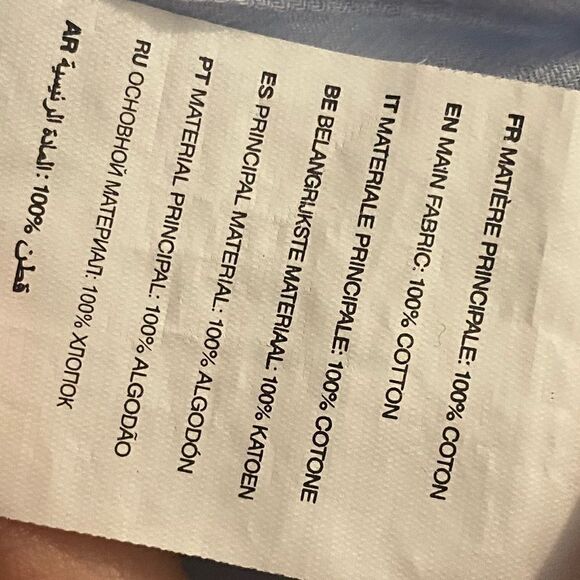 FR MATIÈRE PRINCIPALE: 100% COTON
EN MAIN FABRIC: 100% COTTON
IT MATERIALE PRINCIPALE: 100% COTONE
BE BELANGRIJKSTE MATERIAAL: 100% KATOEN
ES PRINCIPAL MATERIAL: 100% ALGODÓN
PT MATERIAL PRINCIPAL: 100% ALGODÃO
RU ОСНОВНОЙ МАТЕРИАЛ: 100% ХЛОПОК
AR المادة الرئيسية: 100% قطن